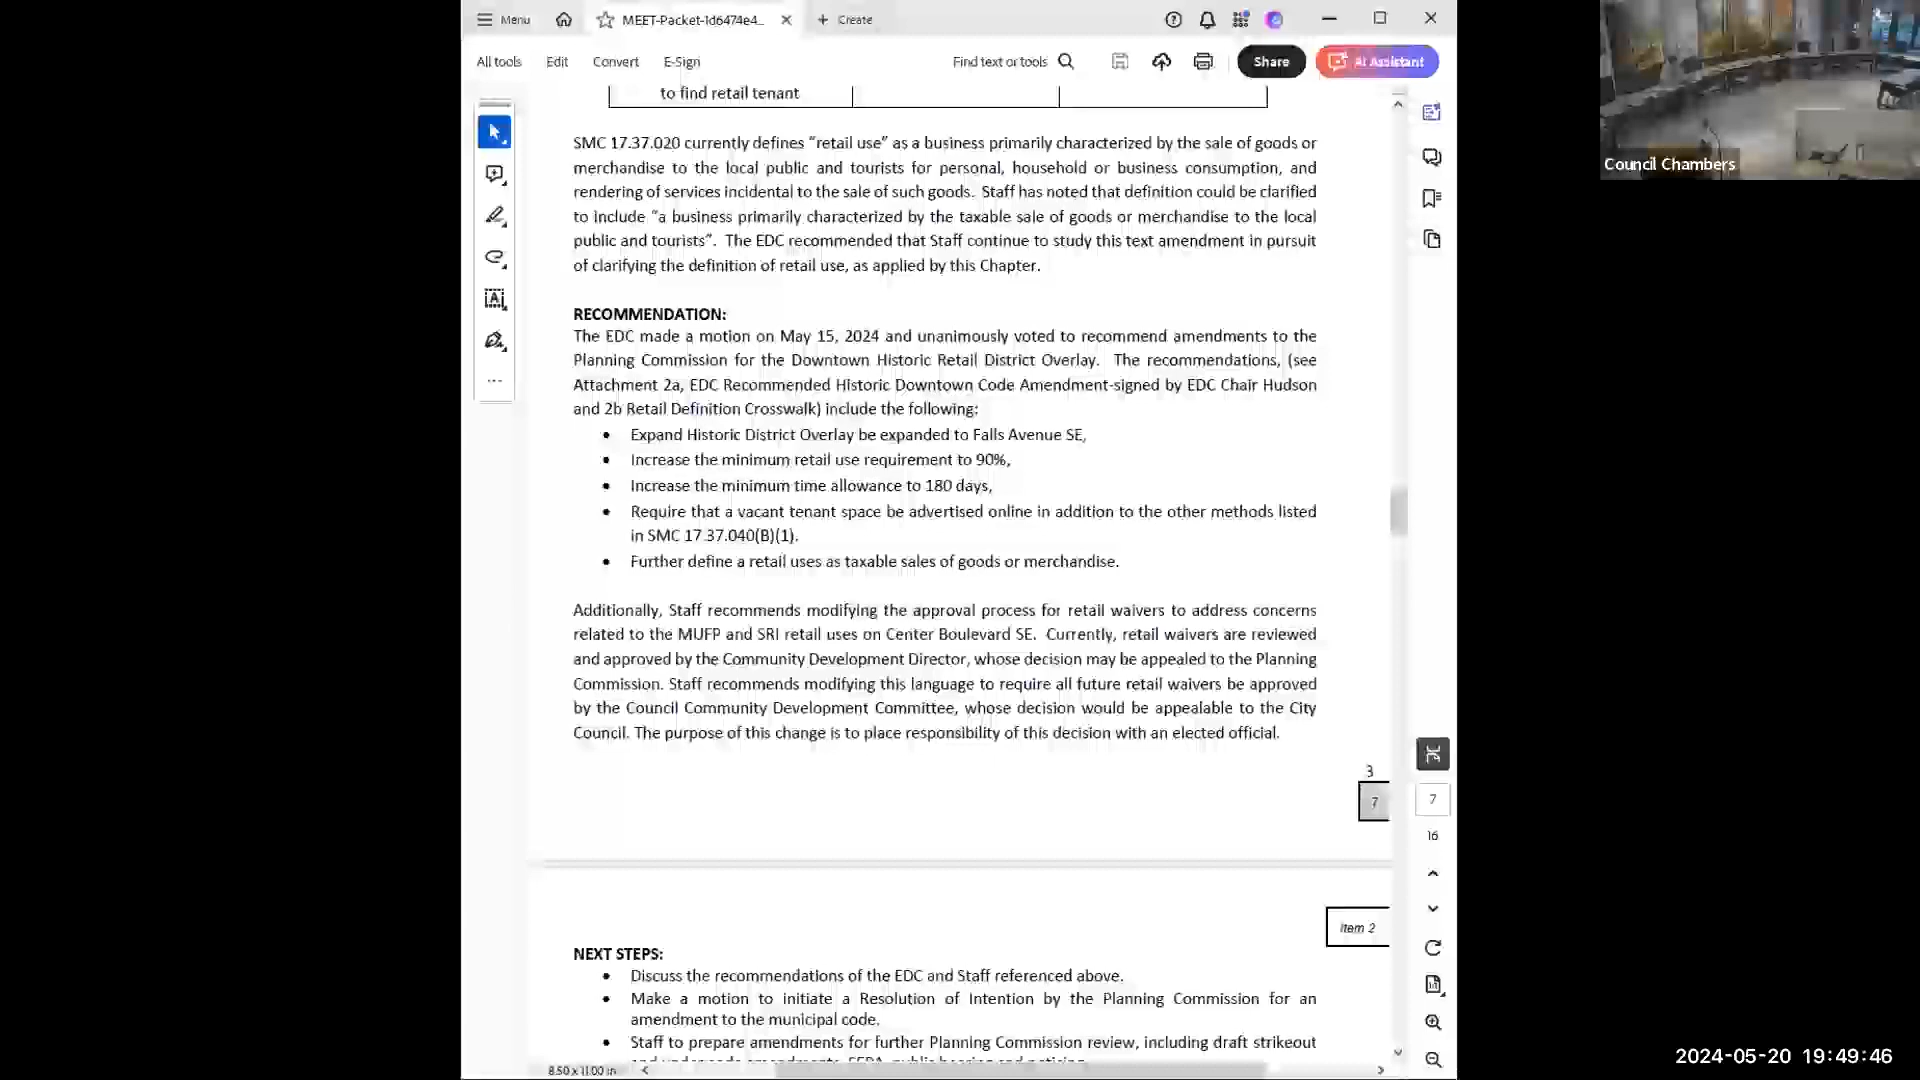 Menu
MEET-Packet-1d6474e4...
Create
All tools
Edit
Convert
E-Sign
Find text or tools
Share
AI Assistant
Council Chambers
to find retail tenant
SMC 17.37.020 currently defines “retail use” as a business primarily characterized by the sale of goods or
merchandise to the local public and tourists for personal, household or business consumption, and
rendering of services incidental to the sale of such goods. Staff has noted that definition could be clarified
to include “a business primarily characterized by the taxable sale of goods or merchandise to the local
public and tourists”. The EDC recommended that Staff continue to study this text amendment in pursuit
of clarifying the definition of retail use, as applied by this Chapter.
RECOMMENDATION:
The EDC made a motion on May 15, 2024 and unanimously voted to recommend amendments to the
Planning Commission for the Downtown Historic Retail District Overlay. The recommendations, (see
Attachment 2a, EDC Recommended Historic Downtown Code Amendment-signed by EDC Chair Hudson
and 2b Retail Definition Crosswalk) include the following:
• Expand Historic District Overlay be expanded to Falls Avenue SE,
• Increase the minimum retail use requirement to 90%,
• Increase the minimum time allowance to 180 days,
• Require that a vacant tenant space be advertised online in addition to the other methods listed
in SMC 17.37.040(B)(1).
• Further define a retail uses as taxable sales of goods or merchandise.
Additionally, Staff recommends modifying the approval process for retail waivers to address concerns
related to the MUFP and SRI retail uses on Center Boulevard SE. Currently, retail waivers are reviewed
and approved by the Community Development Director, whose decision may be appealed to the Planning
Commission. Staff recommends modifying this language to require all future retail waivers be approved
by the Council Community Development Committee, whose decision would be appealable to the City
Council. The purpose of this change is to place responsibility of this decision with an elected official.
3
7
7
16
Item 2
NEXT STEPS:
• Discuss the recommendations of the EDC and Staff referenced above.
• Make a motion to initiate a Resolution of Intention by the Planning Commission for an
amendment to the municipal code.
• Staff to prepare amendments for further Planning Commission review, including draft strikeout
8.50 x 11.00 in
2024-05-20 19:49:46